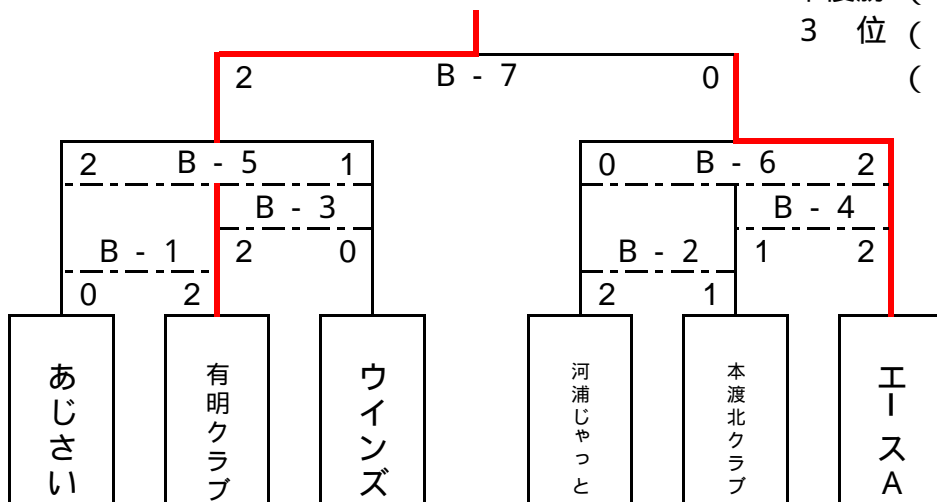 3 位 (
(
2 B - 7 0
2 B - 5 1
0 B - 6 2
B - 3
B - 4
B - 1 2 0
B - 2 1 2
0 2
2 1
あじさい
有明クラブ
ウインズ
河浦じゃっと
本渡北クラブ
エースA